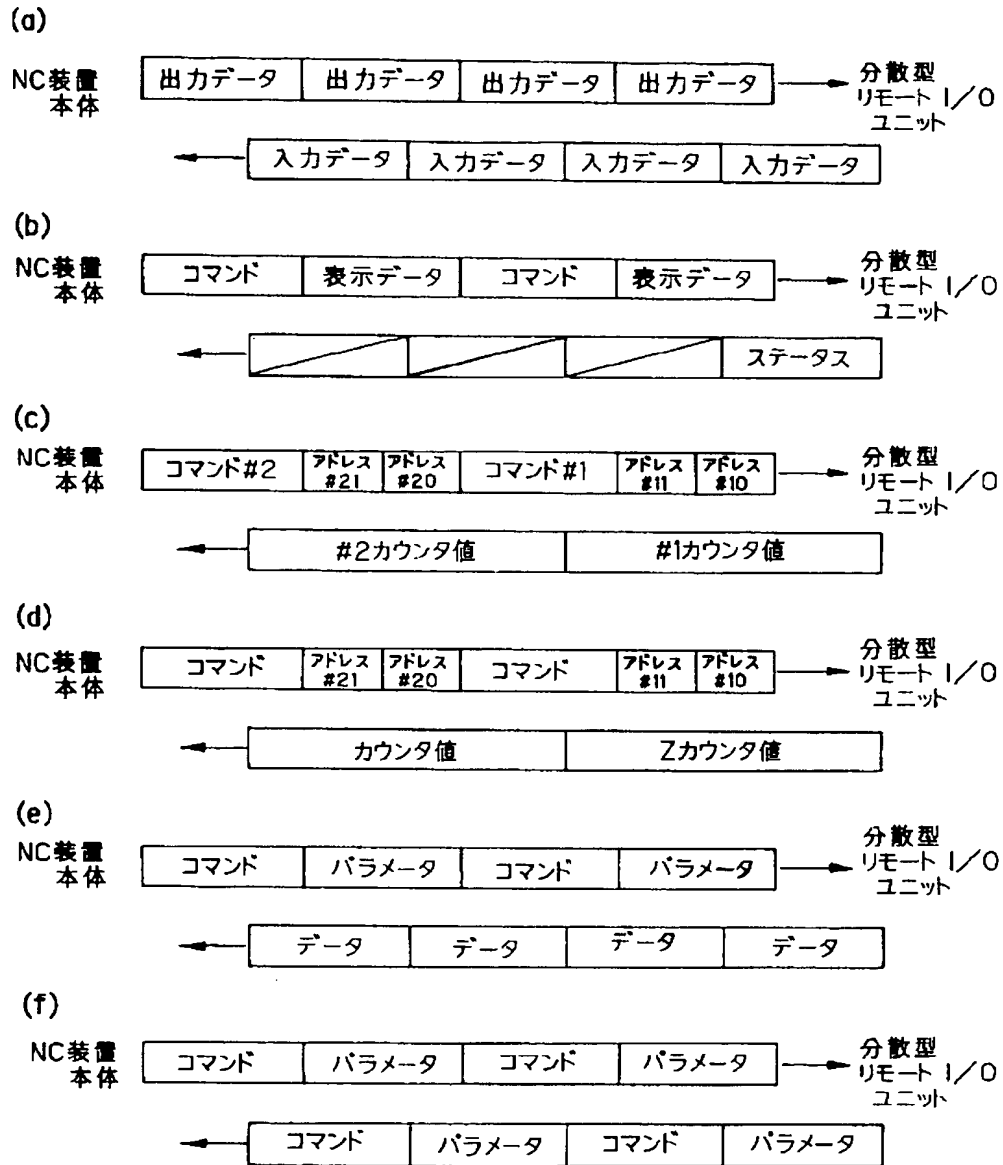 (a)
NC装置
本体
出力データ 出力データ 出力データ 出力データ
分散型
リモート I/O
ユニット
入力データ 入力データ 入力データ 入力データ
(b)
NC装置
本体
コマンド 表示データ コマンド 表示データ
分散型
リモート I/O
ユニット
ステータス
(c)
NC装置
本体
コマンド#2 アドレス #21 アドレス #20 コマンド#1 アドレス #11 アドレス #10
分散型
リモート I/O
ユニット
#2カウンタ値 #1カウンタ値
(d)
NC装置
本体
コマンド アドレス #21 アドレス #20 コマンド アドレス #11 アドレス #10
分散型
リモート I/O
ユニット
カウンタ値 Zカウンタ値
(e)
NC装置
本体
コマンド パラメータ コマンド パラメータ
分散型
リモート I/O
ユニット
データ データ データ データ
(f)
NC装置
本体
コマンド パラメータ コマンド パラメータ
分散型
リモート I/O
ユニット
コマンド パラメータ コマンド パラメータ